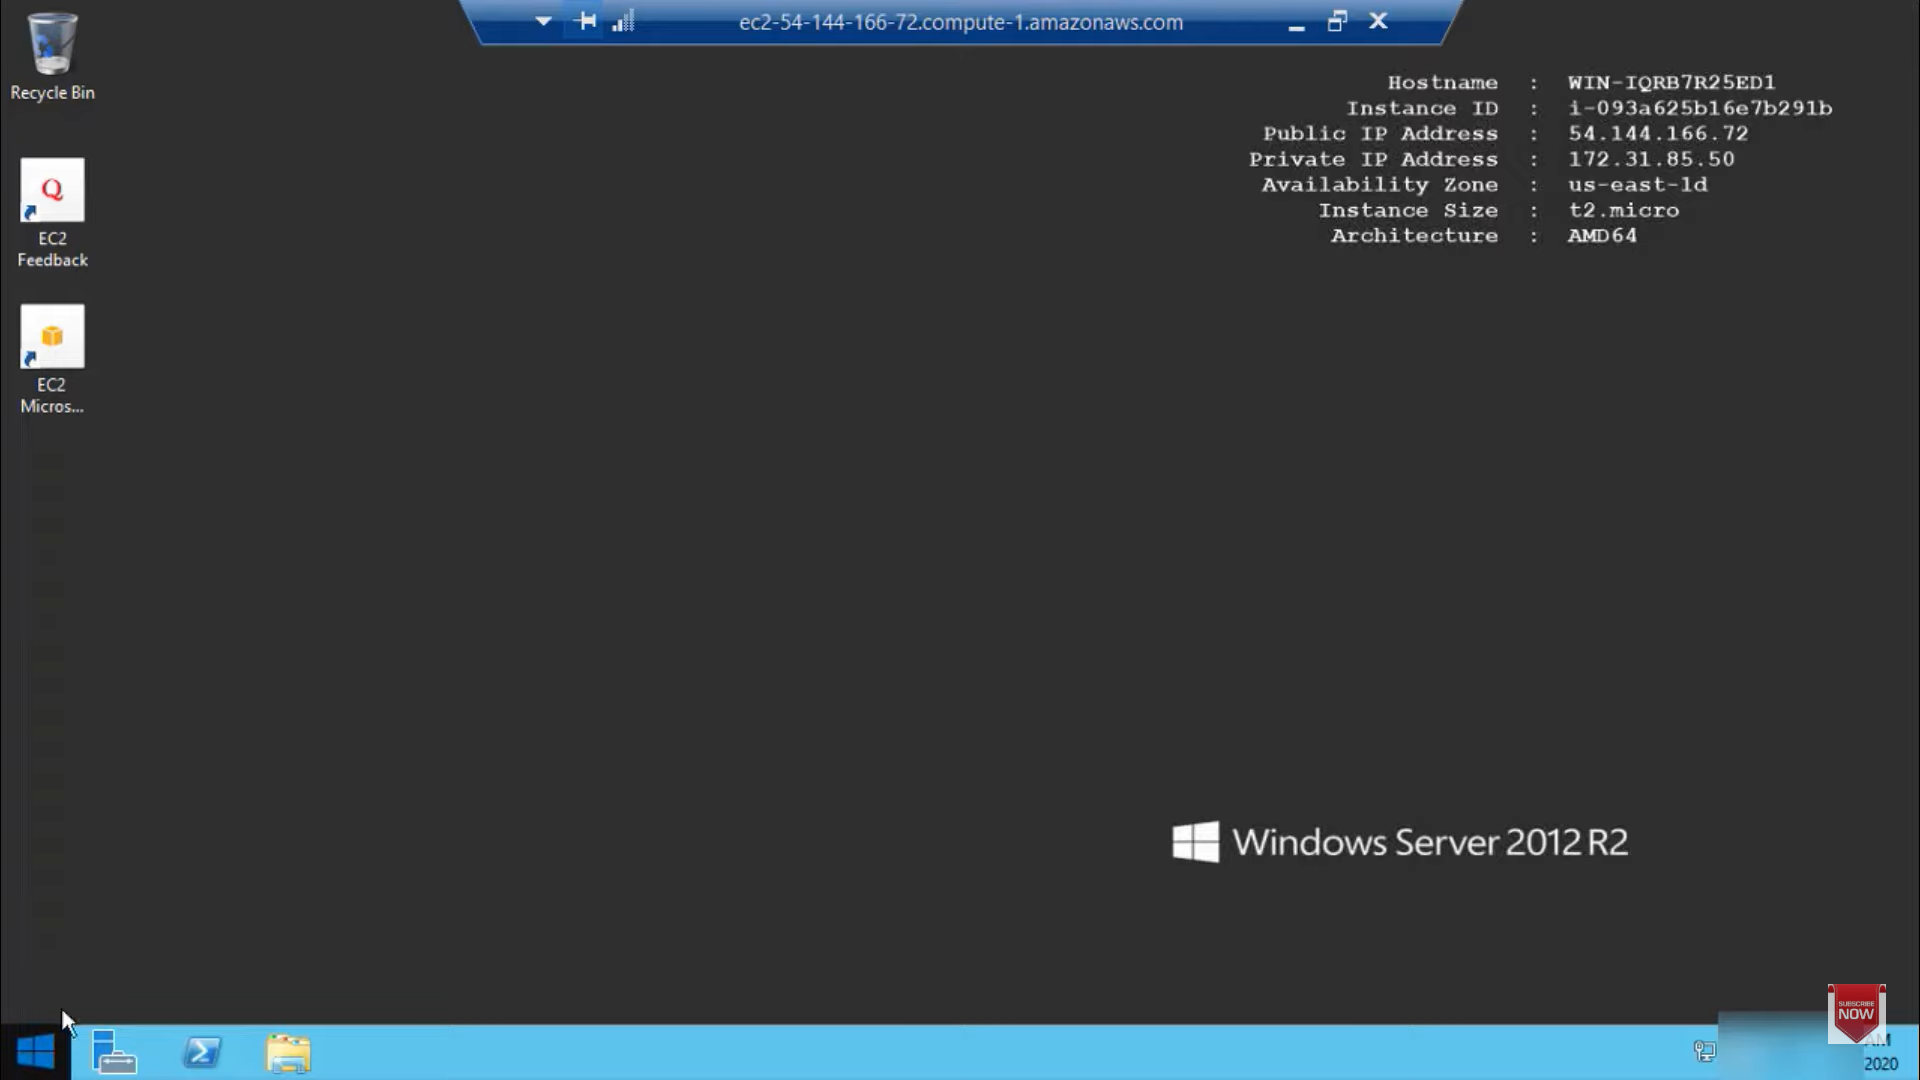 ec2-54-144-166-72.compute-1.amazonaws.com
Recycle Bin
EC2
Feedback
EC2
Micros...
Hostname : WIN-IQRB7R25ED1
Instance ID : i-093a625b16e7b291b
Public IP Address : 54.144.166.72
Private IP Address : 172.31.85.50
Availability Zone : us-east-1d
Instance Size : t2.micro
Architecture : AMD64
Windows Server 2012 R2
SUBSCRIBE
NOW
AM
2020